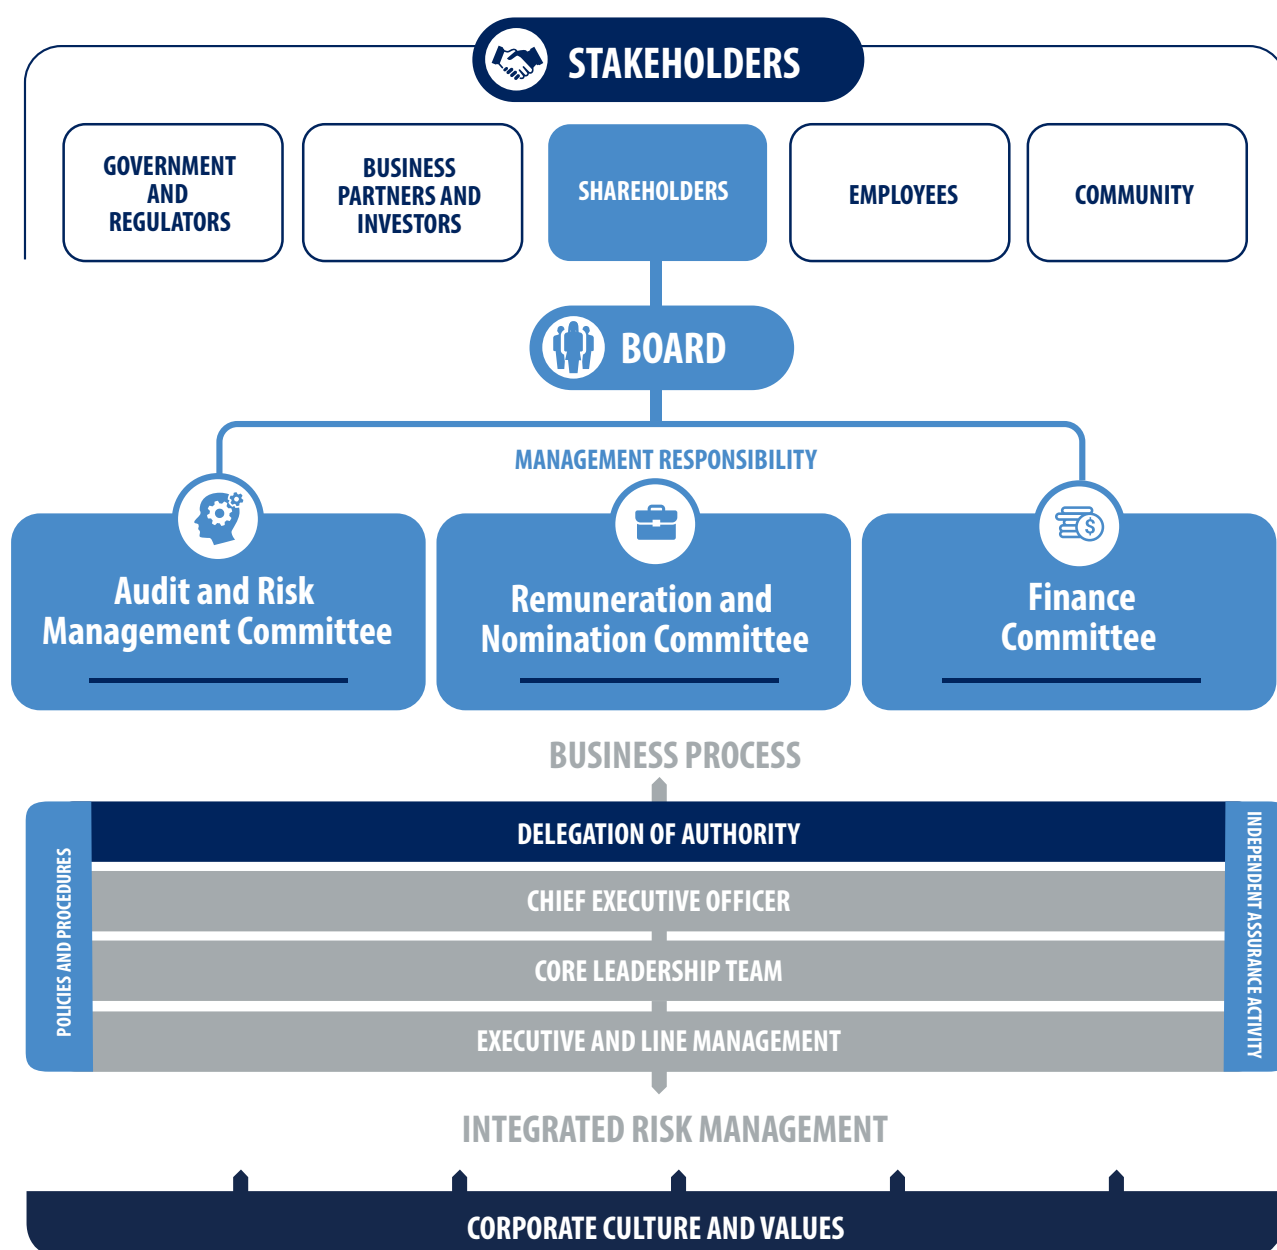 STAKEHOLDERS
GOVERNMENT
AND
REGULATORS
BUSINESS
PARTNERS AND
INVESTORS
SHAREHOLDERS
EMPLOYEES
COMMUNITY
BOARD
MANAGEMENT RESPONSIBILITY
Audit and Risk
Management Committee
Remuneration and
Nomination Committee
$
Finance
Committee
BUSINESS PROCESS
POLICIES AND PROCEDURES
DELEGATION OF AUTHORITY
CHIEF EXECUTIVE OFFICER
CORE LEADERSHIP TEAM
EXECUTIVE AND LINE MANAGEMENT
INDEPENDENT ASSURANCE ACTIVITY
INTEGRATED RISK MANAGEMENT
CORPORATE CULTURE AND VALUES